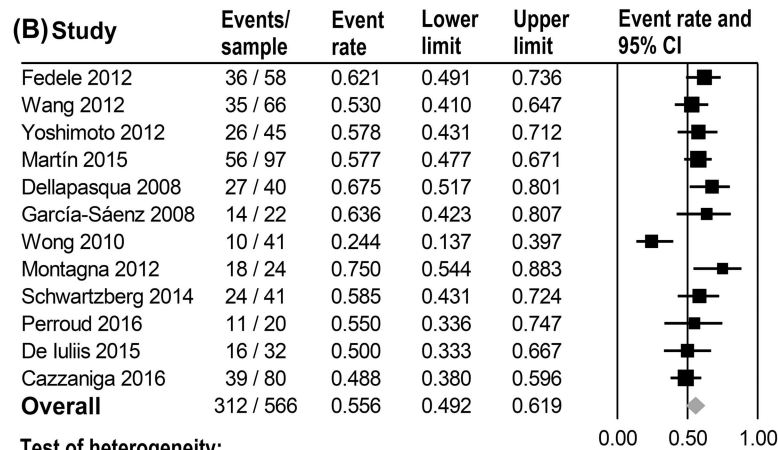 (B) Study Events/ sample Event rate Lower limit Upper limit Event rate and 95% CI
Fedele 2012 36 / 58 0.621 0.491 0.736
Wang 2012 35 / 66 0.530 0.410 0.647
Yoshimoto 2012 26 / 45 0.578 0.431 0.712
Martín 2015 56 / 97 0.577 0.477 0.671
Dellapasqua 2008 27 / 40 0.675 0.517 0.801
García-Sáenz 2008 14 / 22 0.636 0.423 0.807
Wong 2010 10 / 41 0.244 0.137 0.397
Montagna 2012 18 / 24 0.750 0.544 0.883
Schwartzberg 2014 24 / 41 0.585 0.431 0.724
Perroud 2016 11 / 20 0.550 0.336 0.747
De Iuliis 2015 16 / 32 0.500 0.333 0.667
Cazzaniga 2016 39 / 80 0.488 0.380 0.596
Overall 312 / 566 0.556 0.492 0.619
0.00 0.50 1.00
Test of heterogeneity: